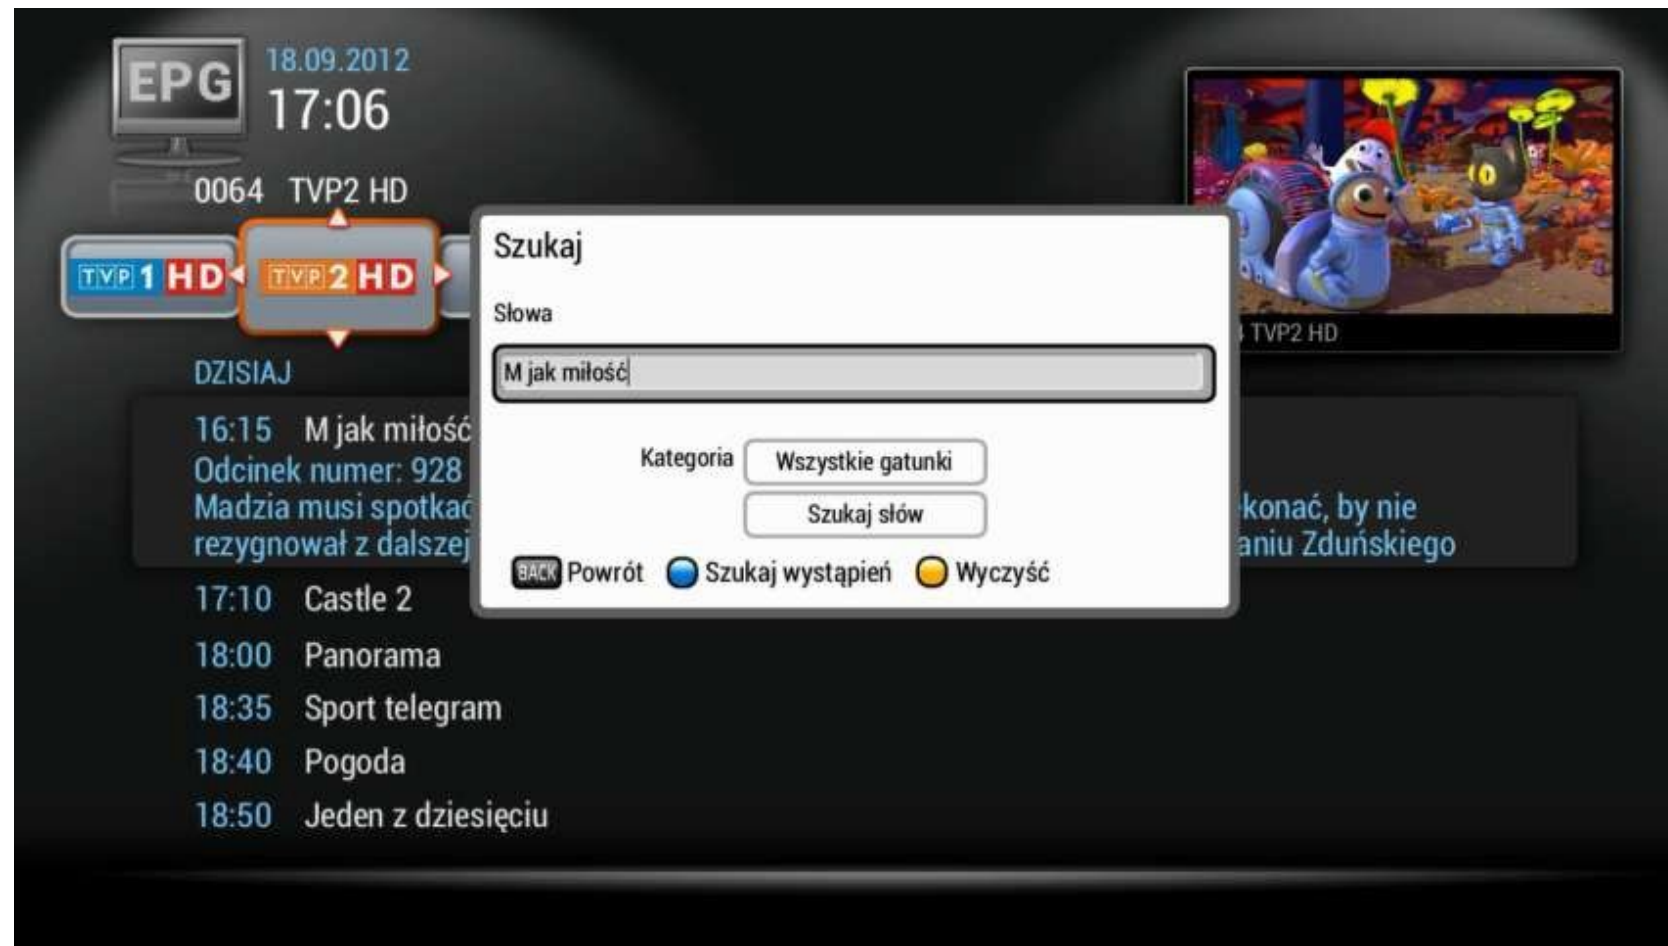 EPG
18.09.2012
17:06
0064 TVP2 HD
TVP 1 HD
TVP 2 HD
TVP2 HD
DZISIAJ
16:15 M jak miłość
Odcinek numer: 928
Madzia musi spotkać
konać, by nie
rezygnował z dalszej
aniu Zduńskiego
17:10 Castle 2
18:00 Panorama
18:35 Sport telegram
18:40 Pogoda
18:50 Jeden z dziesięciu
Szukaj
Słowa
M jak miłość
Kategoria Wszystkie gatunki
Szukaj słów
BACK Powrót Szukaj wystąpień Wyczyść